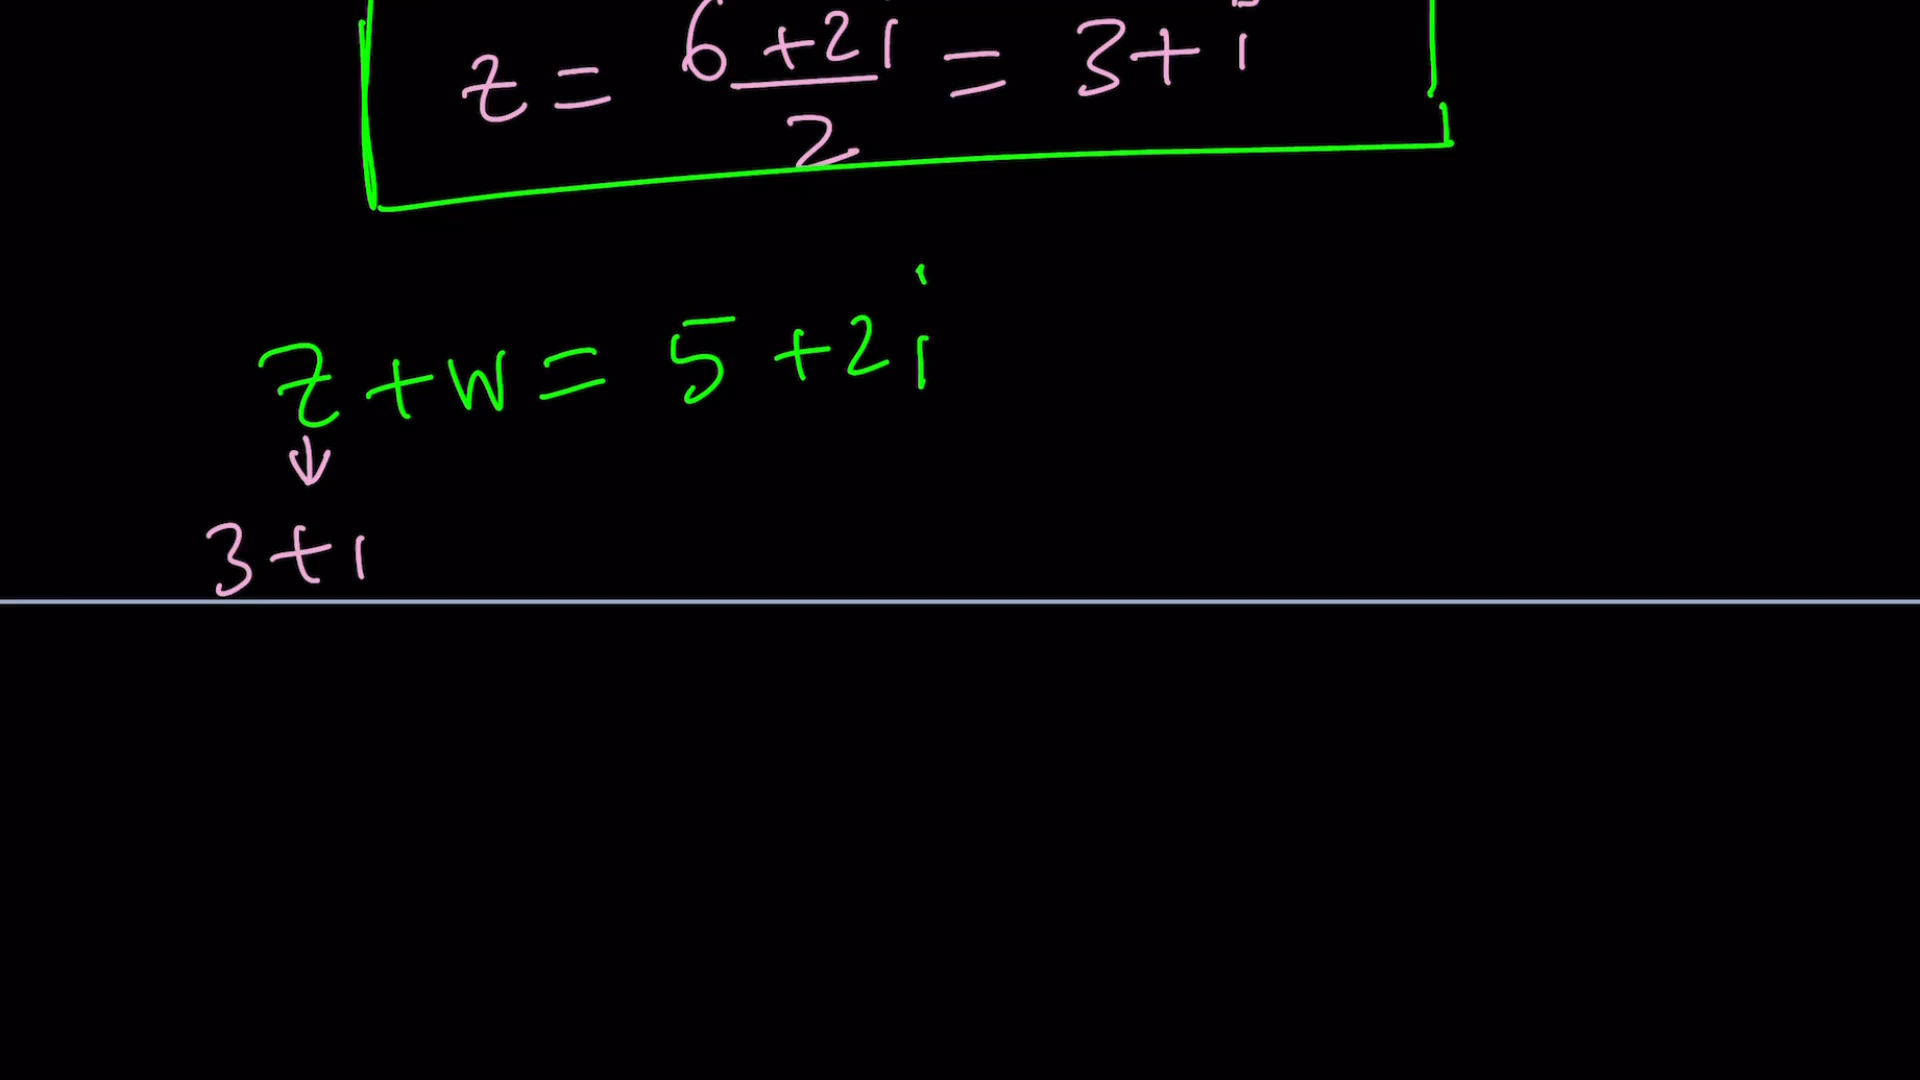 z = 6+2i/2 = 3+i
z+w = 5+2i
↓
3+i